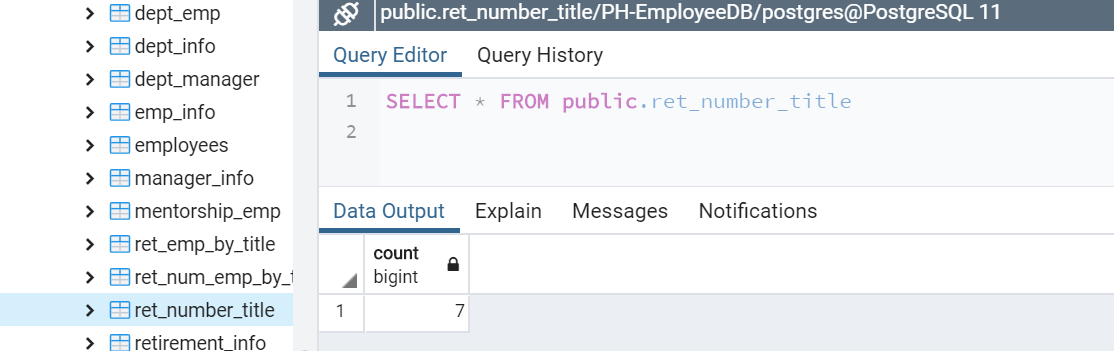 dept_emp
dept_info
dept_manager
emp_info
employees
manager_info
mentorship_emp
ret_emp_by_title
ret_num_emp_by_t
ret_number_title
retirement_info
public.ret_number_title/PH-EmployeeDB/postgres@PostgreSQL 11
Query Editor Query History
1 SELECT * FROM public.ret_number_title
2
Data Output Explain Messages Notifications
count
bigint
1 7